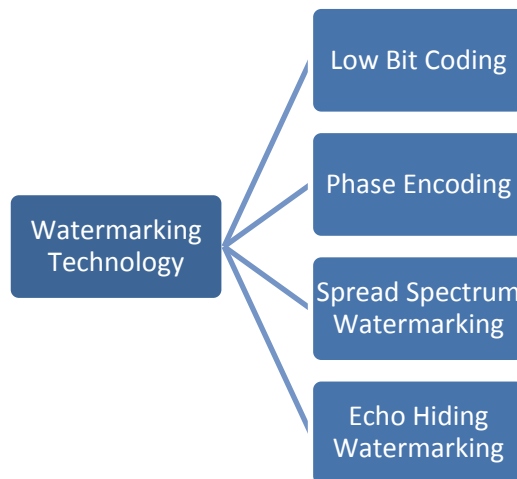 Low Bit Coding
Phase Encoding
Watermarking
Technology
Spread Spectrum
Watermarking
Echo Hiding
Watermarking